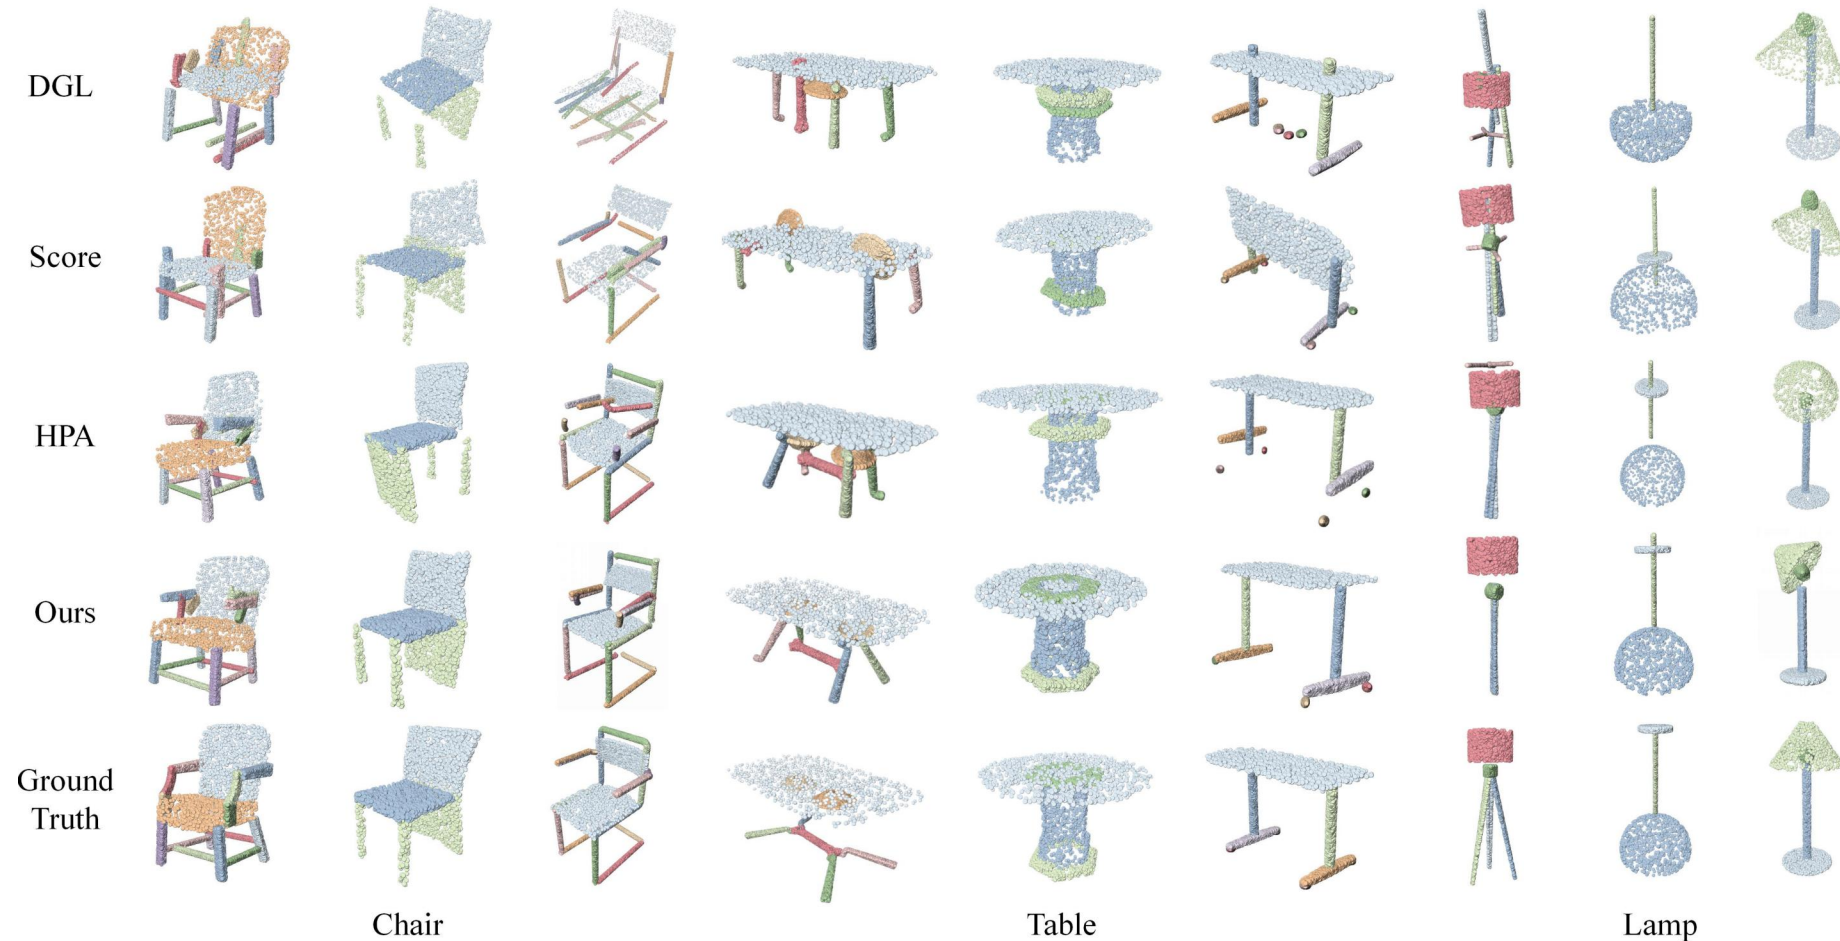 DGL
Score
HPA
Ours
Ground
Truth
Chair
Table
Lamp